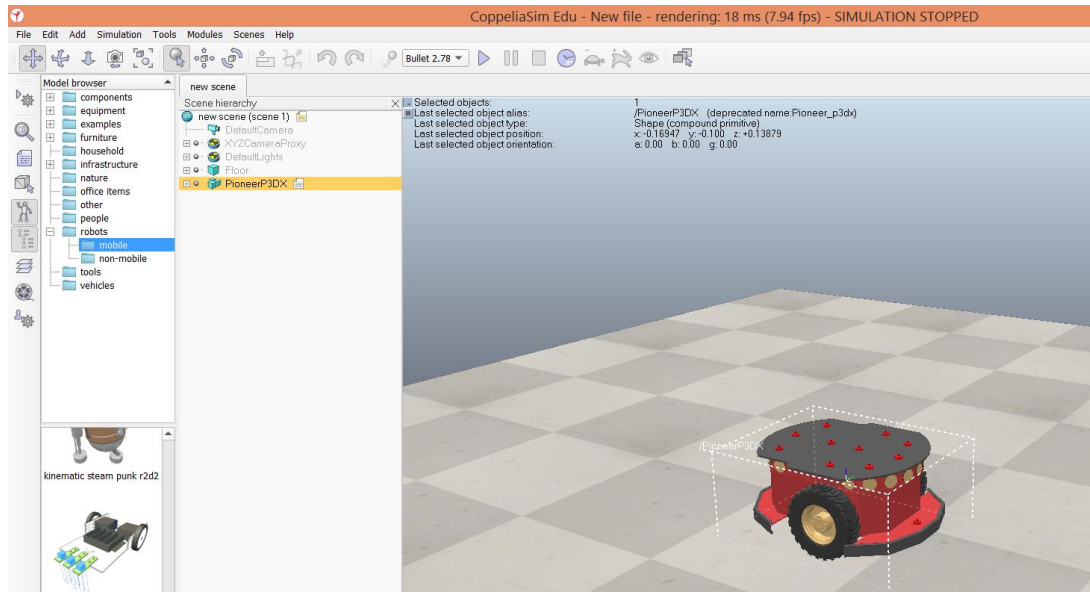 CoppeliaSim Edu - New file - rendering: 18 ms (7.94 fps) - SIMULATION STOPPED
File Edit Add Simulation Tools Modules Scenes Help
Bullet 2.78
Model browser
components
equipment
examples
furniture
household
infrastructure
nature
office items
other
people
robots
mobile
non-mobile
tools
vehicles
kinematic steam punk r2d2
new scene
Scene hierarchy
new scene (scene 1)
DefaultCamera
XYZCameraProxy
DefaultLights
Floor
PioneerP3DX
Selected objects: 1
Last selected object alias: /PioneerP3DX (deprecated name:Pioneer_p3dx)
Last selected object type: Shape (compound primitive)
Last selected object position: x:-0.16947 y:-0.100 z:+0.13879
Last selected object orientation: a: 0.00 b: 0.00 g: 0.00
/PioneerP3DX